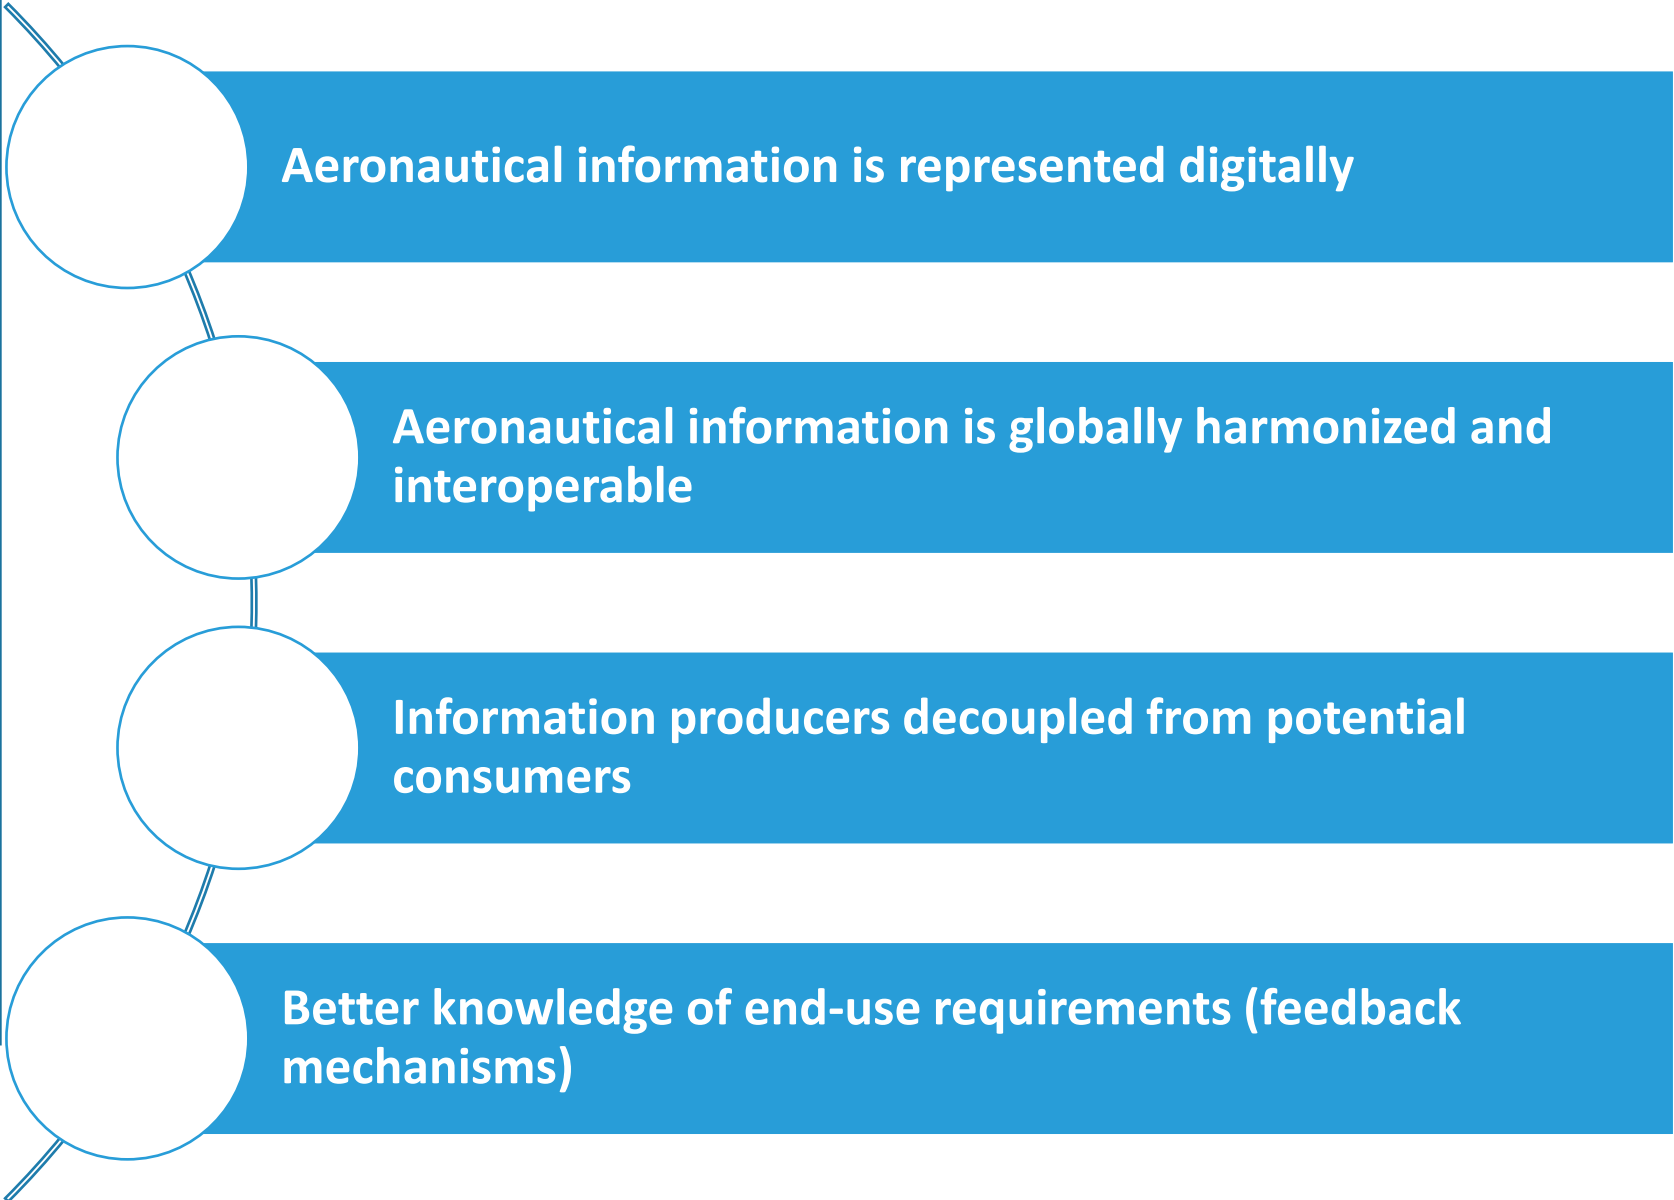 Aeronautical information is represented digitally
Aeronautical information is globally harmonized and
interoperable
Information producers decoupled from potential
consumers
Better knowledge of end-use requirements (feedback
mechanisms)